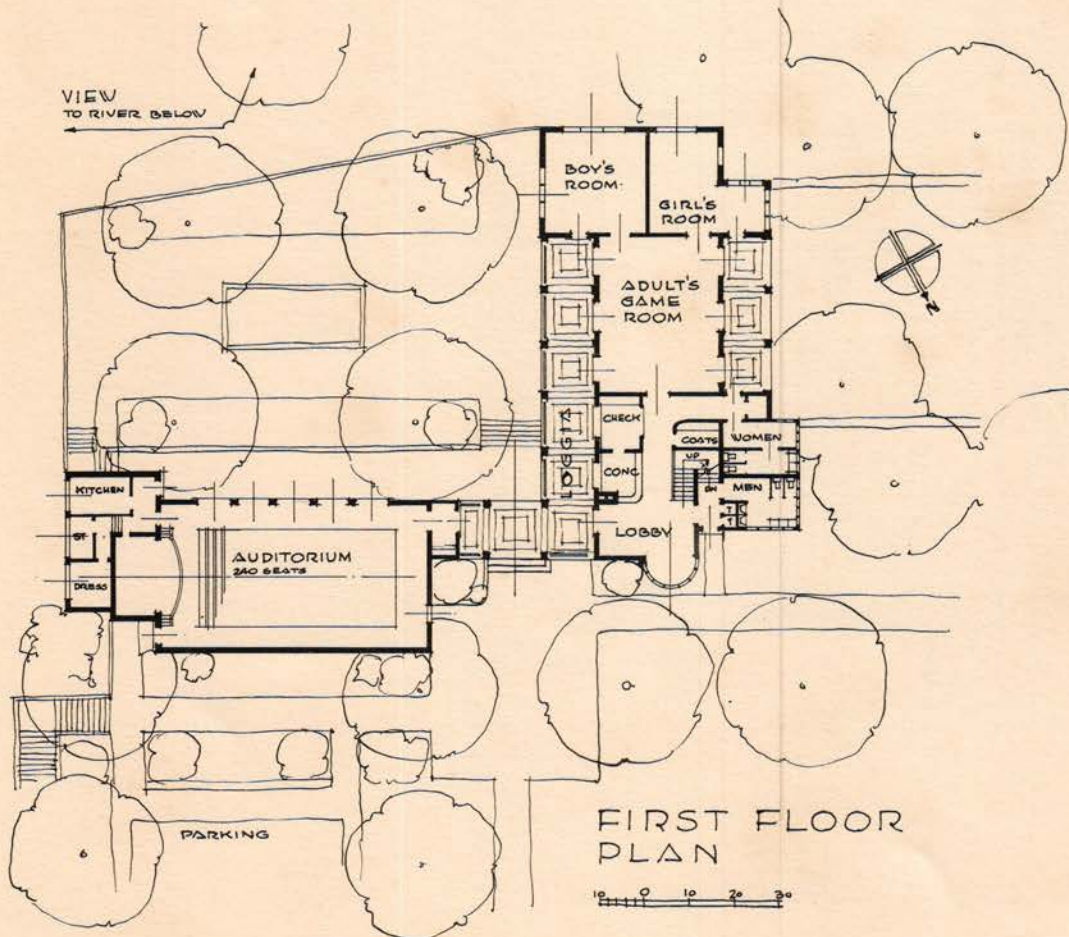 VIEW
TO RIVER BELOW
BOY'S
ROOM
GIRL'S
ROOM
ADULT'S
GAME
ROOM
N
LOGGIA
CHECK
COATS
WOMEN
UP
CONC
DN
MEN
LOBBY
KITCHEN
ST.
DRESS
AUDITORIUM
240 SEATS
PARKING
FIRST FLOOR
PLAN
10 0 10 20 30